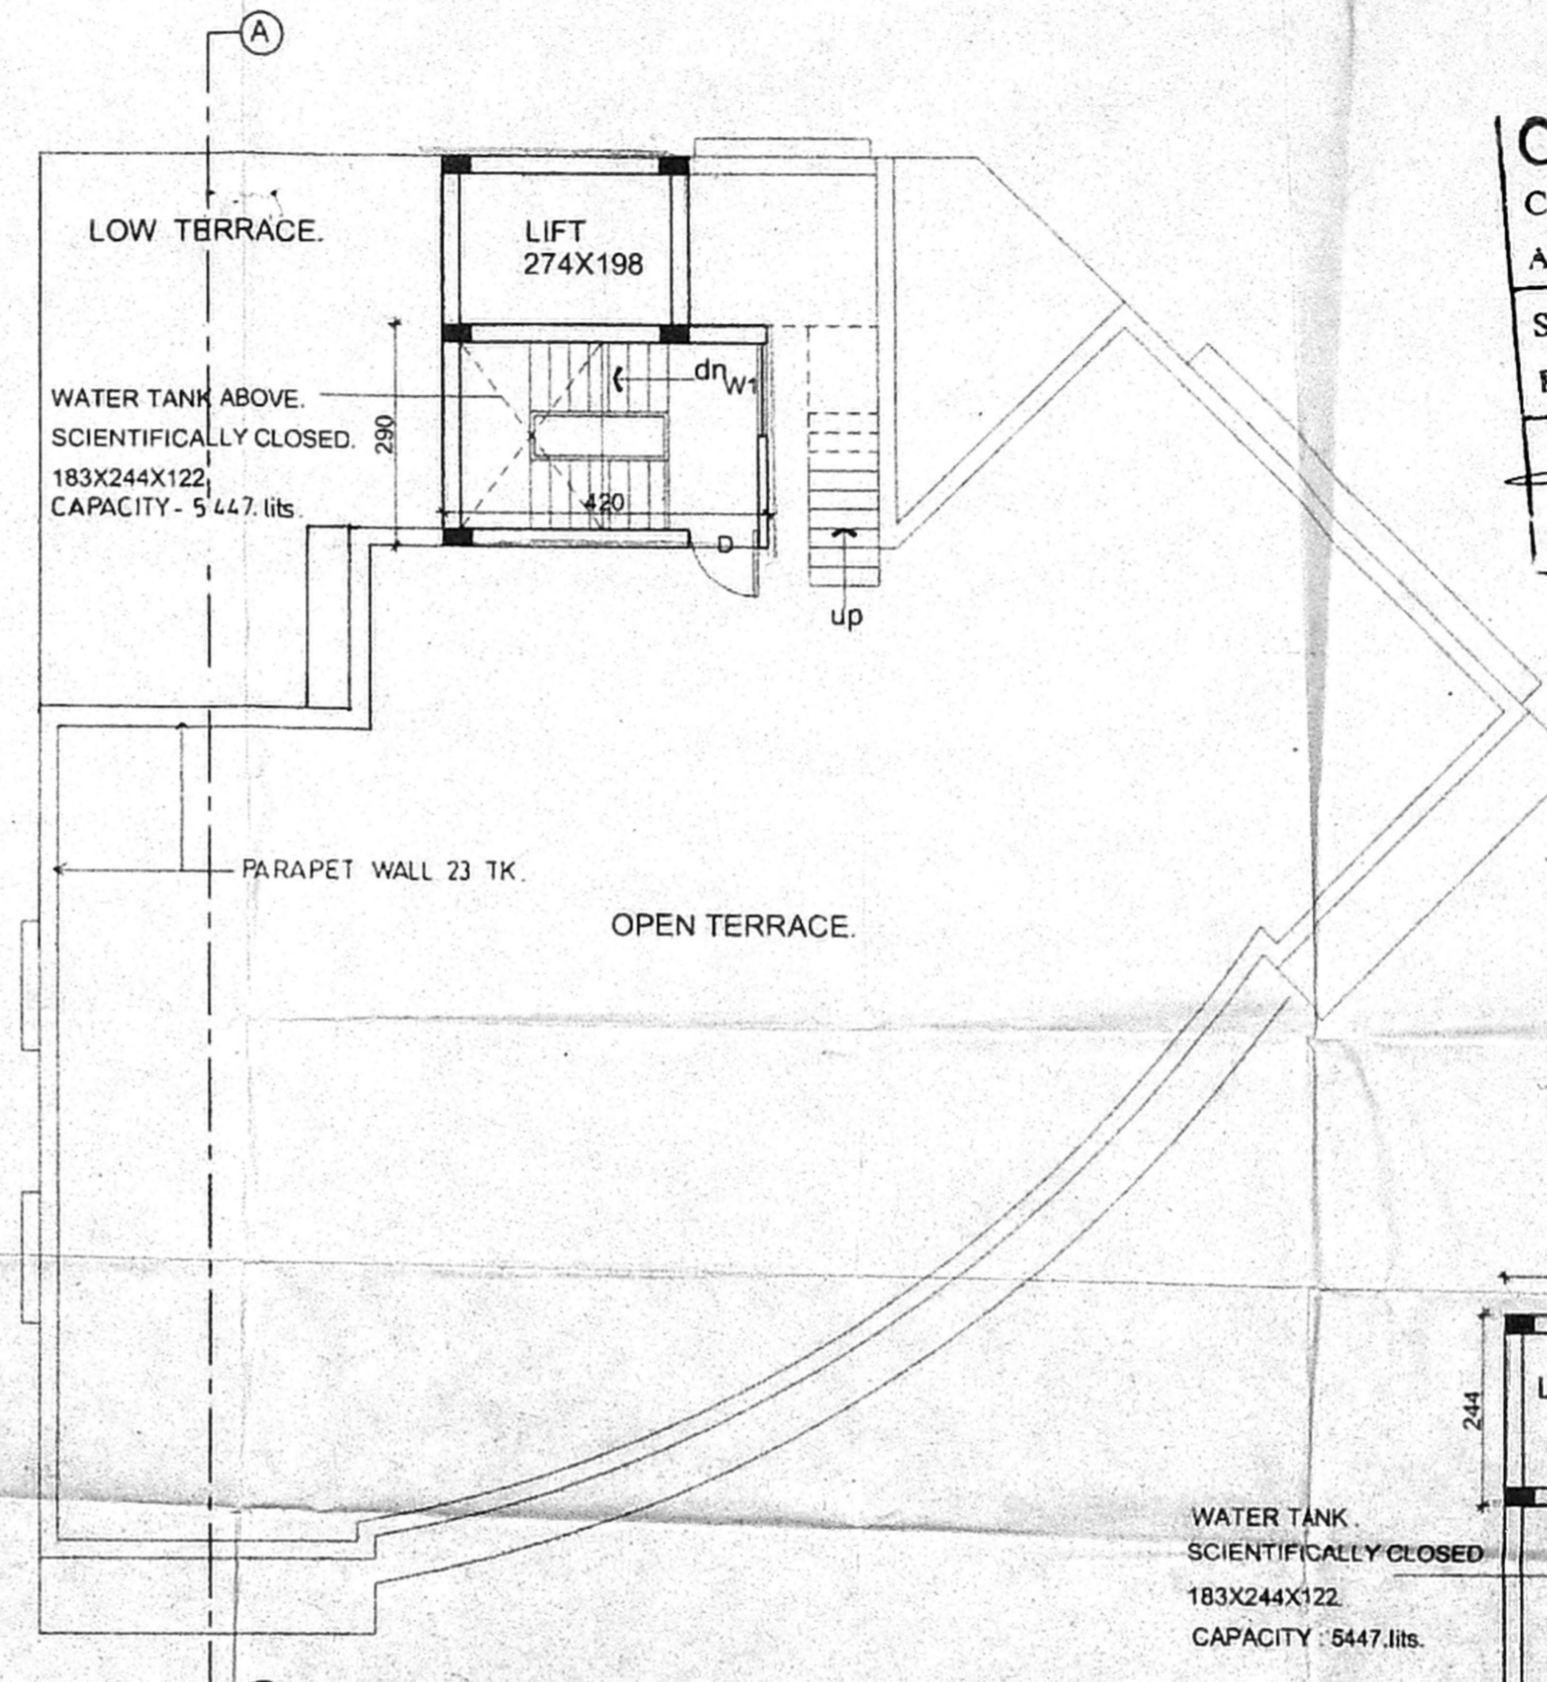 A
LOW TERRACE.
LIFT
274X198
WATER TANK ABOVE.
SCIENTIFICALLY CLOSED.
183X244X122
CAPACITY - 5447. lits.
290
dn
W1
420
D
up
PARAPET WALL 23 TK.
OPEN TERRACE.
244
WATER TANK.
SCIENTIFICALLY CLOSED
183X244X122
CAPACITY : 5447.lits.